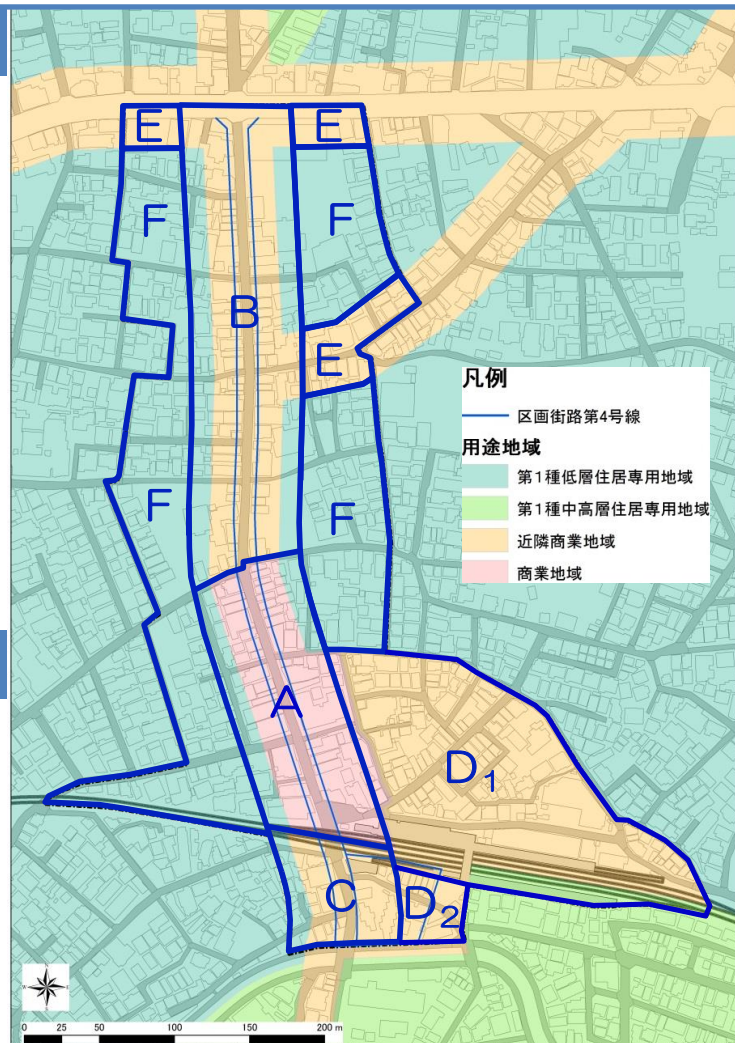 E
E
F
F
B
E
凡例
区画街路第4号線
用途地域
第1種低層住居専用地域
第1種中高層住居専用地域
近隣商業地域
商業地域
F
F
A
D₁
C
D₂
N
W
E
S
0 25 50 100 150 200 m